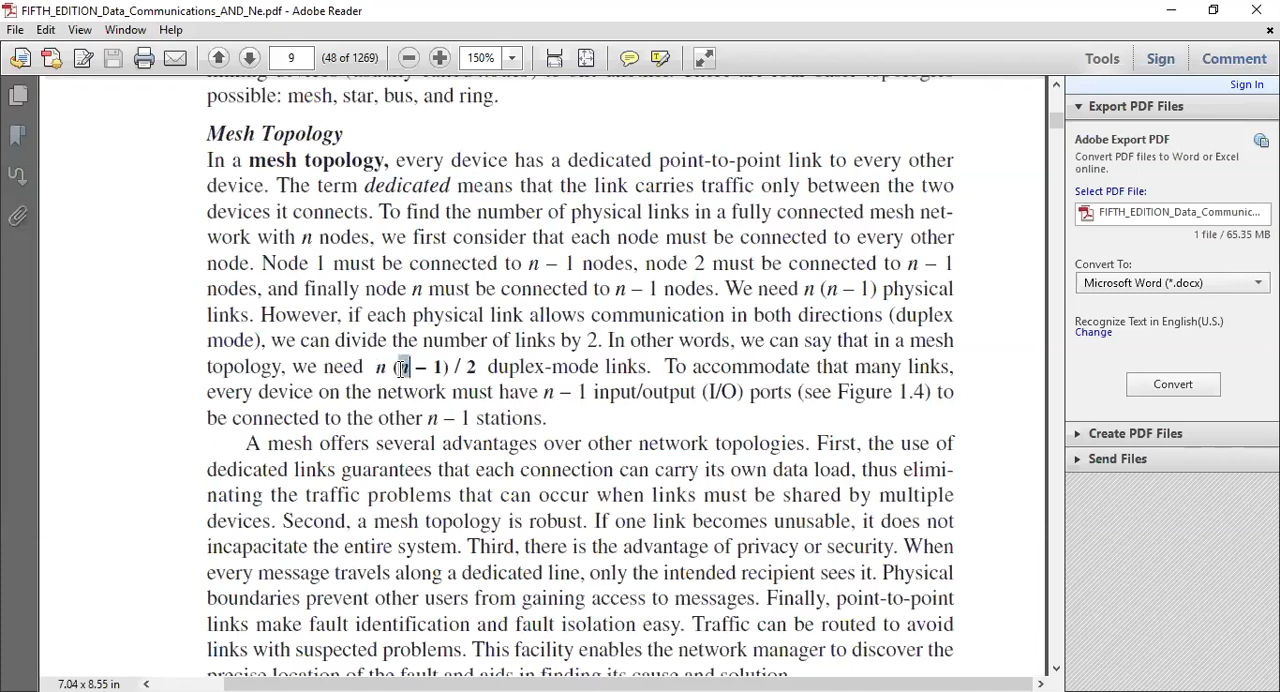 FIFTH_EDITION_Data_Communications_AND_Ne.pdf - Adobe Reader
File Edit View Window Help
9 (48 of 1269) 150% Tools Sign Comment
Sign In
possible: mesh, star, bus, and ring.
Mesh Topology
In a mesh topology, every device has a dedicated point-to-point link to every other
device. The term dedicated means that the link carries traffic only between the two
devices it connects. To find the number of physical links in a fully connected mesh net-
work with n nodes, we first consider that each node must be connected to every other
node. Node 1 must be connected to n – 1 nodes, node 2 must be connected to n – 1
nodes, and finally node n must be connected to n – 1 nodes. We need n (n – 1) physical
links. However, if each physical link allows communication in both directions (duplex
mode), we can divide the number of links by 2. In other words, we can say that in a mesh
topology, we need n (n – 1) / 2 duplex-mode links. To accommodate that many links,
every device on the network must have n – 1 input/output (I/O) ports (see Figure 1.4) to
be connected to the other n – 1 stations.
A mesh offers several advantages over other network topologies. First, the use of
dedicated links guarantees that each connection can carry its own data load, thus elimi-
nating the traffic problems that can occur when links must be shared by multiple
devices. Second, a mesh topology is robust. If one link becomes unusable, it does not
incapacitate the entire system. Third, there is the advantage of privacy or security. When
every message travels along a dedicated line, only the intended recipient sees it. Physical
boundaries prevent other users from gaining access to messages. Finally, point-to-point
links make fault identification and fault isolation easy. Traffic can be routed to avoid
links with suspected problems. This facility enables the network manager to discover the
precise location of the fault and aids in finding its cause and solution.
7.04 x 8.55 in
Export PDF Files
Adobe Export PDF
Convert PDF files to Word or Excel
online.
Select PDF File:
FIFTH_EDITION_Data_Communic...
1 file / 65.35 MB
Convert To:
Microsoft Word (*.docx)
Recognize Text in English(U.S.)
Change
Convert
Create PDF Files
Send Files